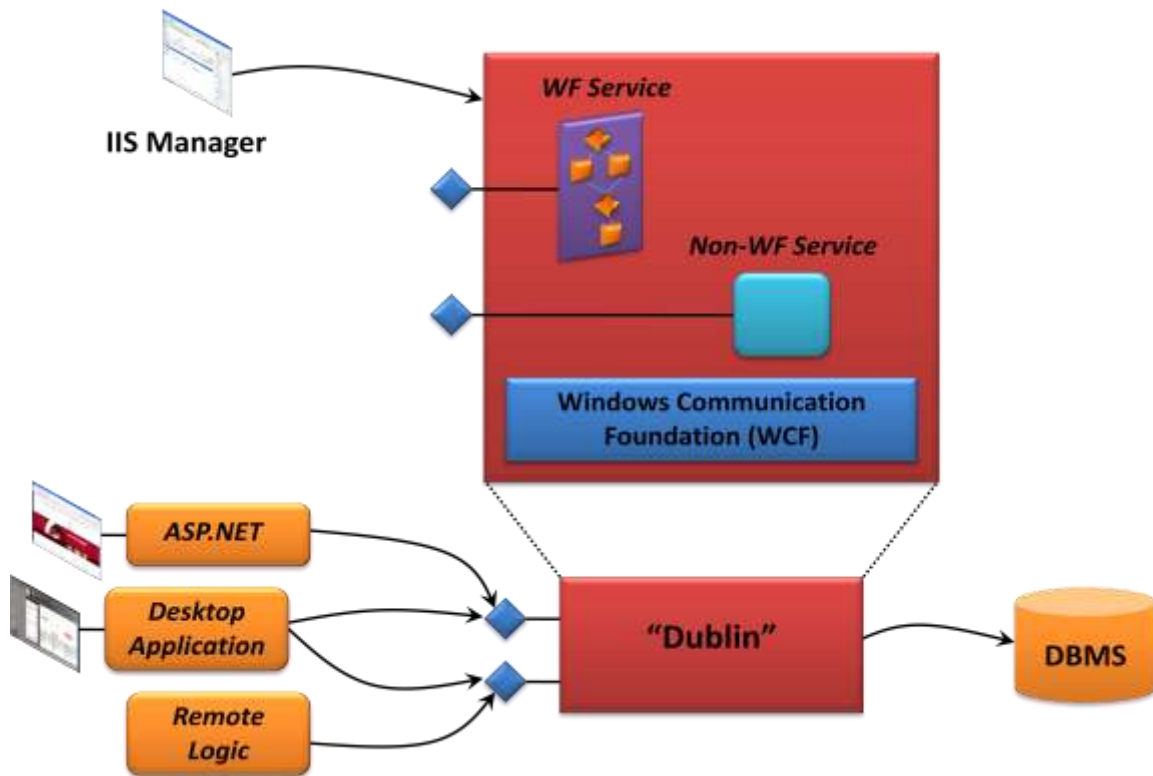 WF Service
IIS Manager
Non-WF Service
Windows Communication
Foundation (WCF)
ASP.NET
Desktop
Application
“Dublin”
DBMS
Remote
Logic